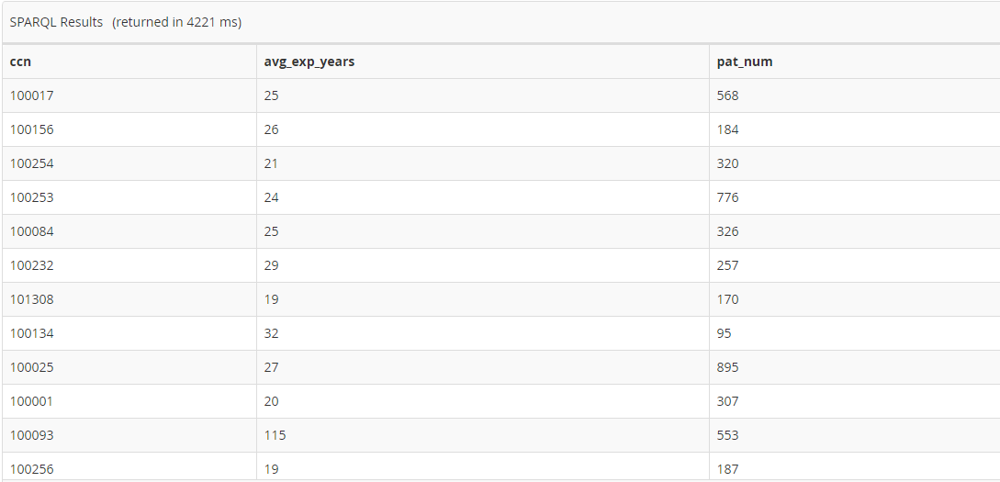 SPARQL Results (returned in 4221 ms)
ccn avg_exp_years pat_num
100017 25 568
100156 26 184
100254 21 320
100253 24 776
100084 25 326
100232 29 257
101308 19 170
100134 32 95
100025 27 895
100001 20 307
100093 115 553
100256 19 187